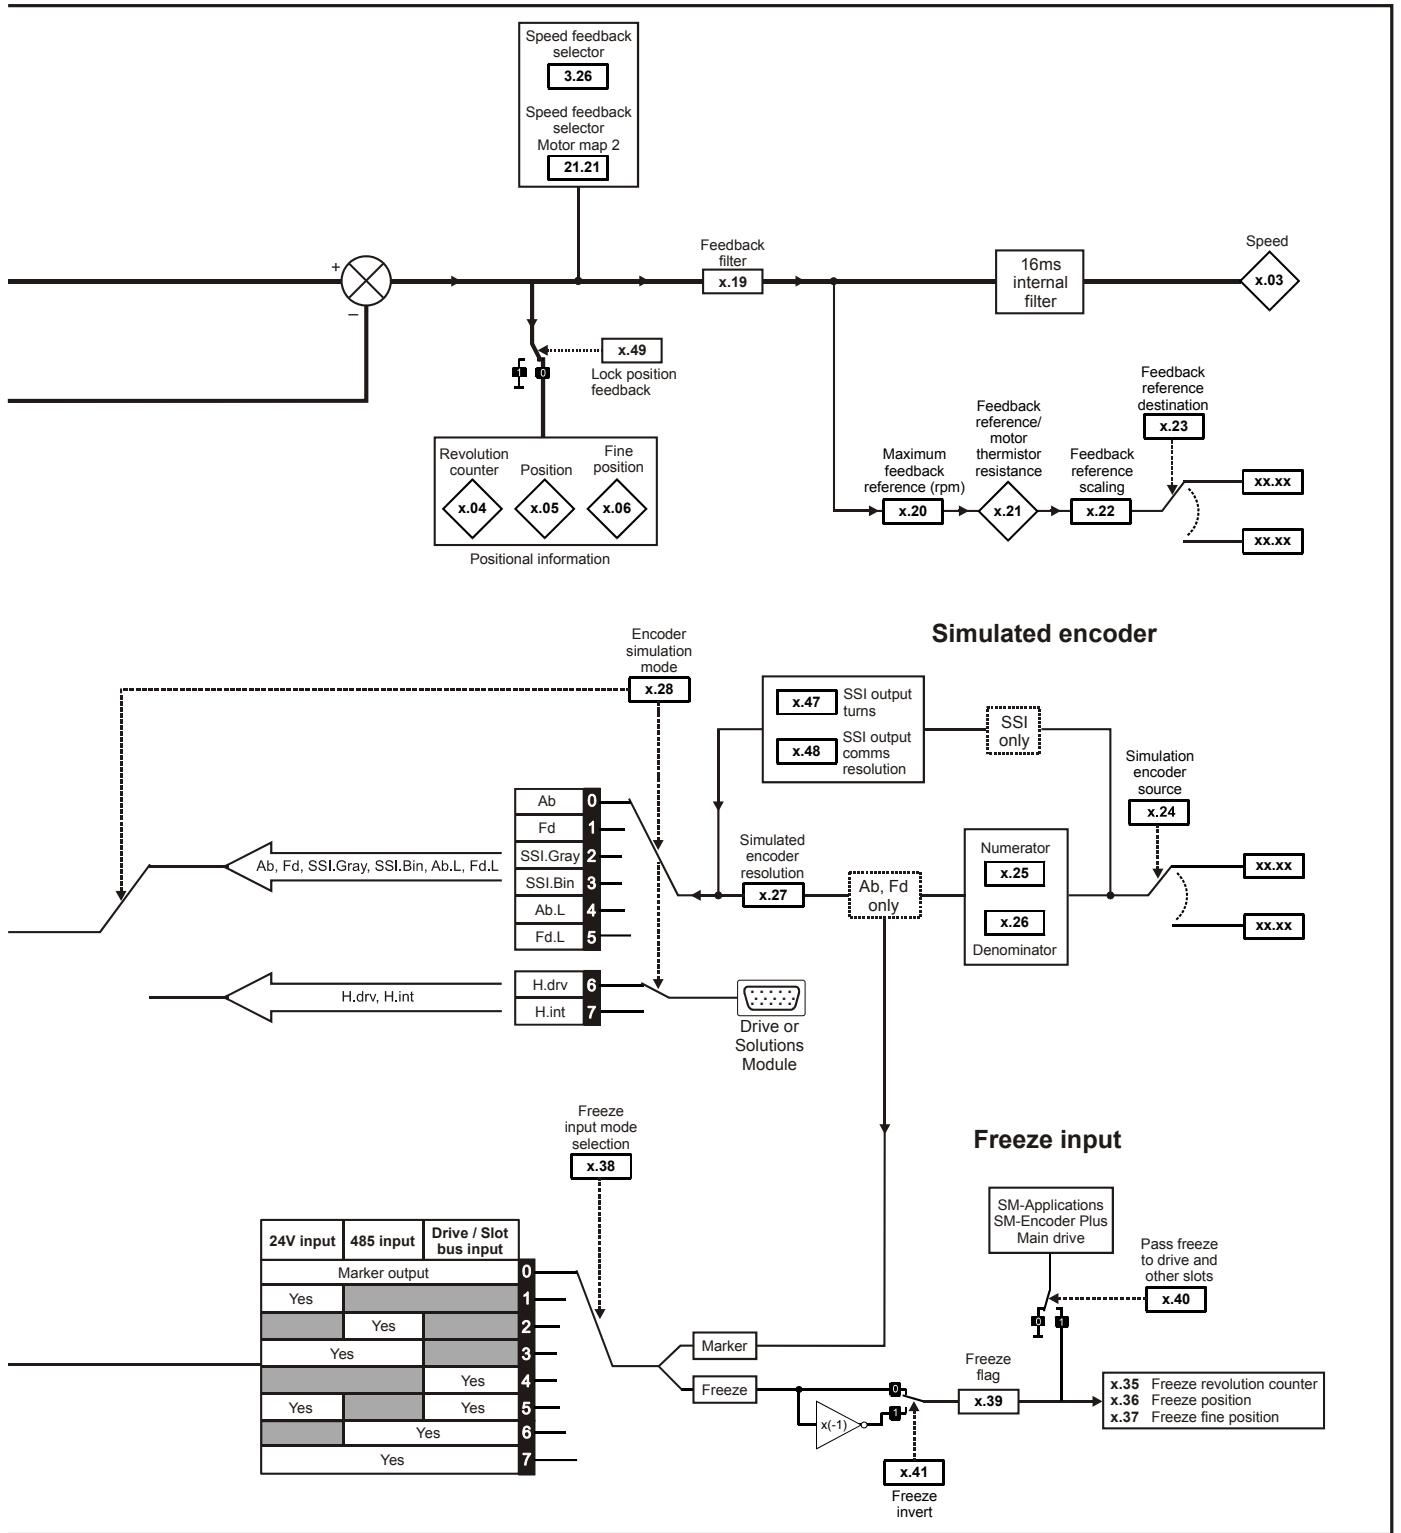 Speed feedback
selector
3.26
Speed feedback
selector
Motor map 2
21.21
+
–
Feedback
filter
x.19
16ms
internal
filter
Speed
x.03
x.49
Lock position
feedback
1 0
Revolution
counter
x.04
Position
x.05
Fine
position
x.06
Positional information
Maximum
feedback
reference (rpm)
x.20
Feedback
reference/
motor
thermistor
resistance
x.21
Feedback
reference
scaling
x.22
Feedback
reference
destination
x.23
xx.xx
xx.xx
Simulated encoder
Encoder
simulation
mode
x.28
x.47 SSI output
turns
x.48 SSI output
comms
resolution
SSI
only
Simulation
encoder
source
x.24
xx.xx
xx.xx
Numerator
x.25
x.26
Denominator
Ab, Fd
only
Simulated
encoder
resolution
x.27
Ab 0
Fd 1
SSI.Gray 2
SSI.Bin 3
Ab.L 4
Fd.L 5
Ab, Fd, SSI.Gray, SSI.Bin, Ab.L, Fd.L
H.drv 6
H.int 7
H.drv, H.int
Drive or
Solutions
Module
Freeze input
Freeze
input mode
selection
x.38
24V input 485 input Drive / Slot
bus input
Marker output 0
Yes 1
Yes 2
Yes 3
Yes 4
Yes Yes 5
Yes 6
Yes 7
Marker
Freeze
x(-1)
0
1
x.41
Freeze
invert
Freeze
flag
x.39
SM-Applications
SM-Encoder Plus
Main drive
0 1
Pass freeze
to drive and
other slots
x.40
x.35 Freeze revolution counter
x.36 Freeze position
x.37 Freeze fine position